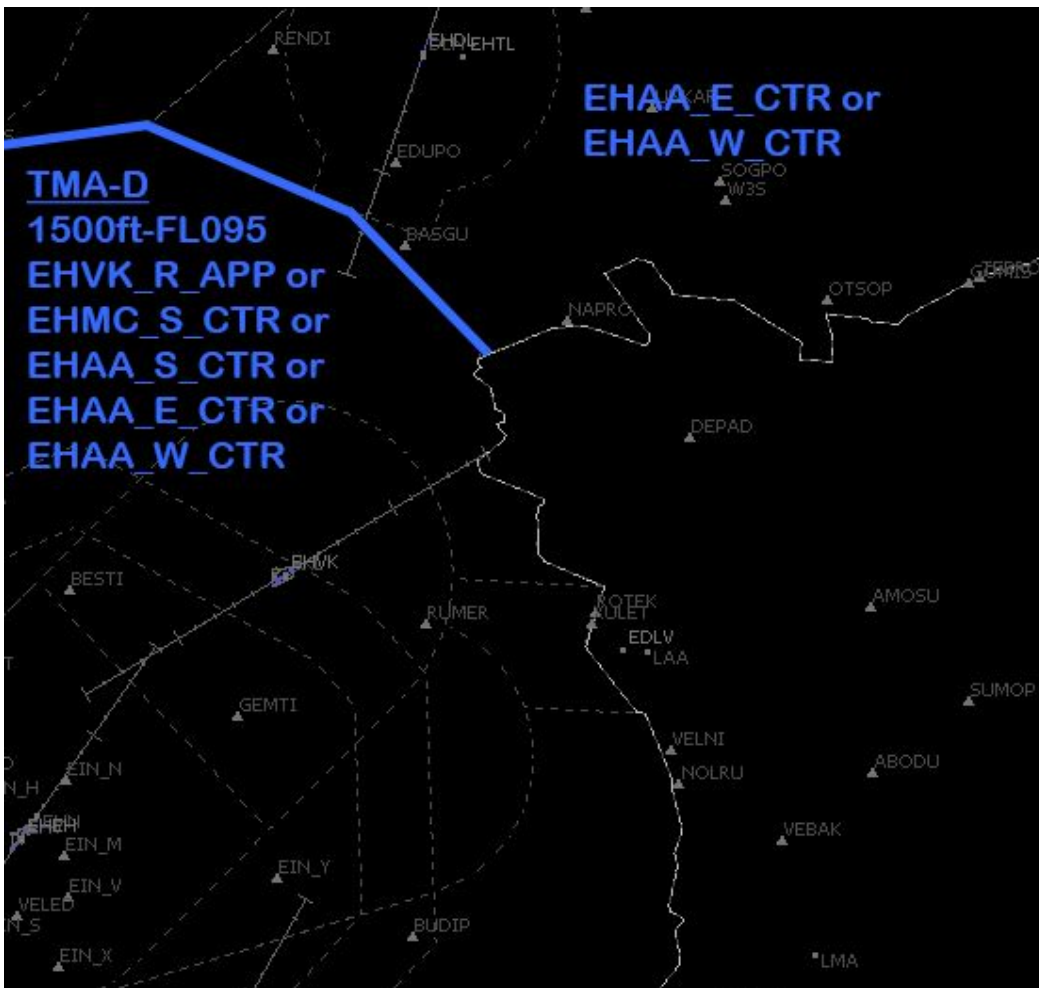 RENDI
EHDL
EHTL
EHAA_E_CTR or
EHAA_W_CTR
EDUPO
SOGPO
W3S
TMA-D
1500ft-FL095
EHVK_R_APP or
EHMC_S_CTR or
EHAA_S_CTR or
EHAA_E_CTR or
EHAA_W_CTR
BASGU
OTSOP
NAPRO
DEPAD
EHVK
BESTI
RUMER
AMOSU
EDLV
LAA
GEMTI
SUMOP
VELNI
NOLRU
ABODU
EIN_N
VEBAK
EIN_M
EIN_Y
EIN_V
VELED
BUDIP
EIN_X
LMA